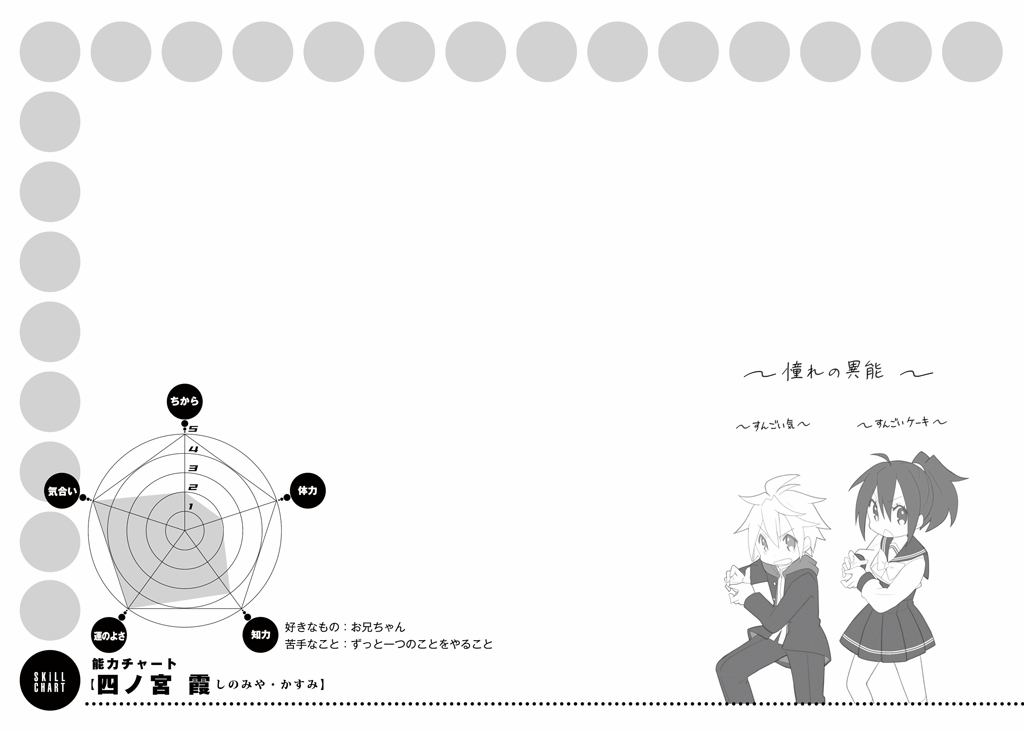 ～憧れの異能～
～すんごい気～
～すんごいケーキ～
ちから
5
4
3
2
1
気合い
体力
運のよさ
知力
好きなもの：お兄ちゃん
苦手なこと：ずっと一つのことをやること
SKILL
CHART
能力チャート
【四ノ宮 霞 しのみや・かすみ】